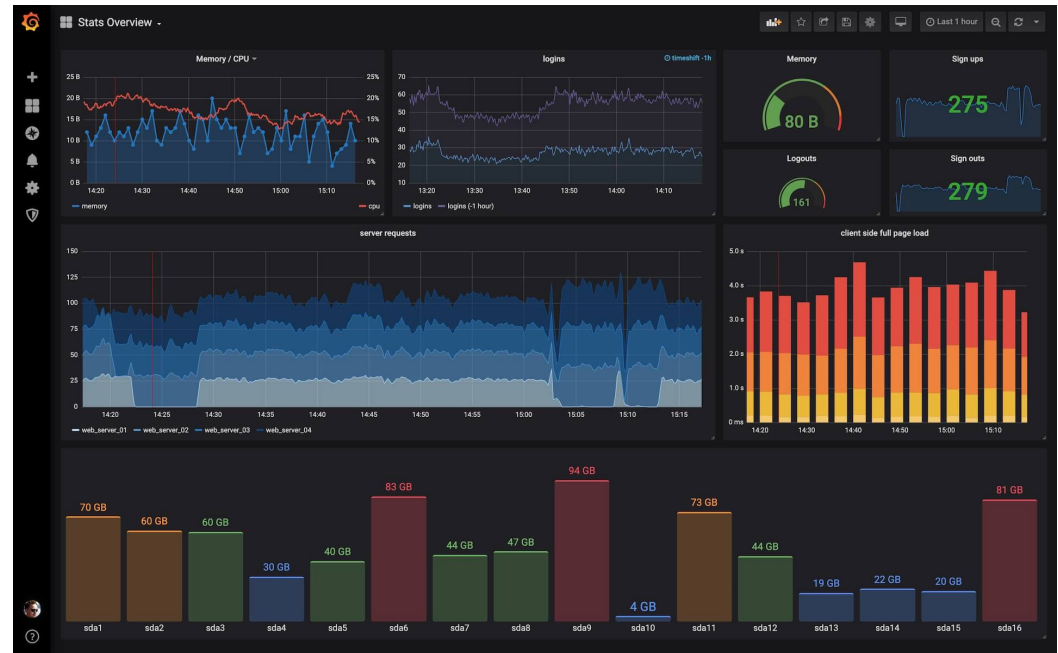 Stats Overview
Last 1 hour
Memory / CPU
25 B
20 B
15 B
10 B
5 B
0 B
25%
20%
15%
10%
5%
0%
14:20 14:30 14:40 14:50 15:00 15:10
memory
cpu
logins
timeshift -1h
70
60
50
40
30
20
10
13:20 13:30 13:40 13:50 14:00 14:10
logins logins (-1 hour)
Memory
80 B
Sign ups
275
Logouts
161
Sign outs
279
server requests
150
125
100
75
50
25
0
14:20 14:25 14:30 14:35 14:40 14:45 14:50 14:55 15:00 15:05 15:10 15:15
web_server_01 web_server_02 web_server_03 web_server_04
client side full page load
5.0 s
4.0 s
3.0 s
2.0 s
1.0 s
0 ms
14:20 14:30 14:40 14:50 15:00 15:10
70 GB 60 GB 60 GB 30 GB 40 GB 83 GB 44 GB 47 GB 94 GB 4 GB 73 GB 44 GB 19 GB 22 GB 20 GB 81 GB
sda1 sda2 sda3 sda4 sda5 sda6 sda7 sda8 sda9 sda10 sda11 sda12 sda13 sda14 sda15 sda16